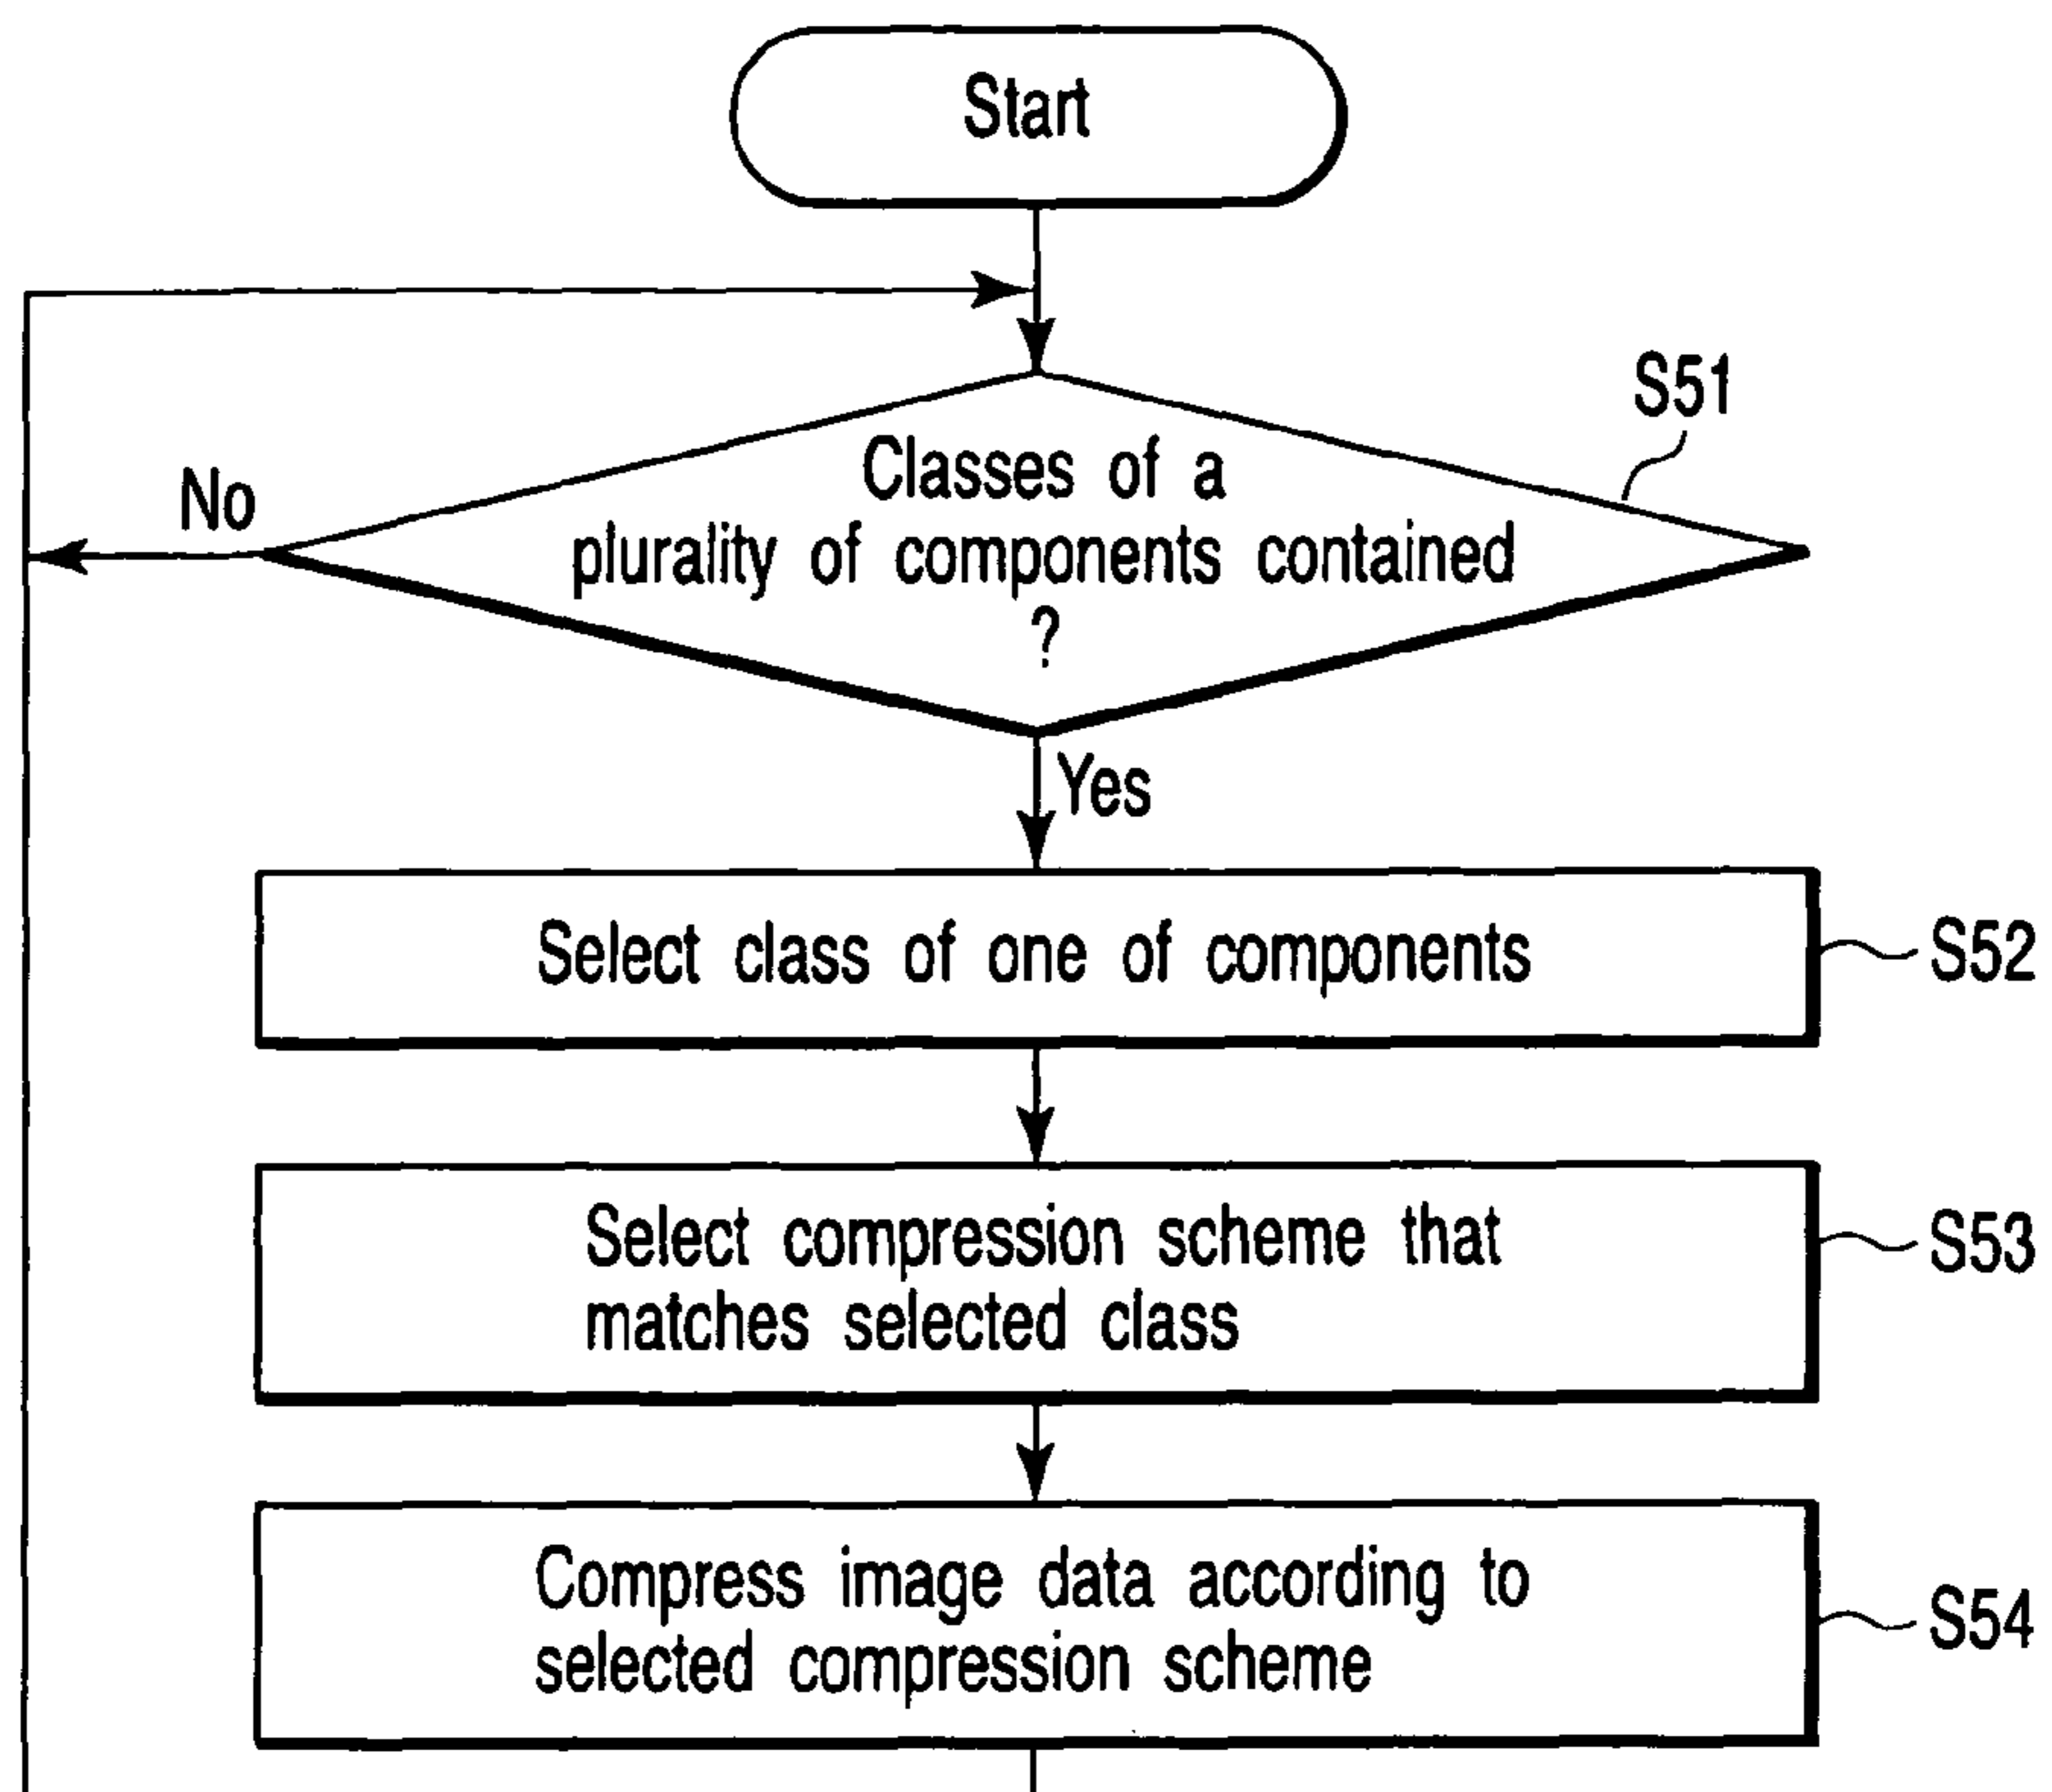 Start
S51
Classes of a
No
plurality of components contained
?
Yes
Select class of one of components
S52
Select compression scheme that
S53
matches selected class
Compress image data according to
S54
selected compression scheme